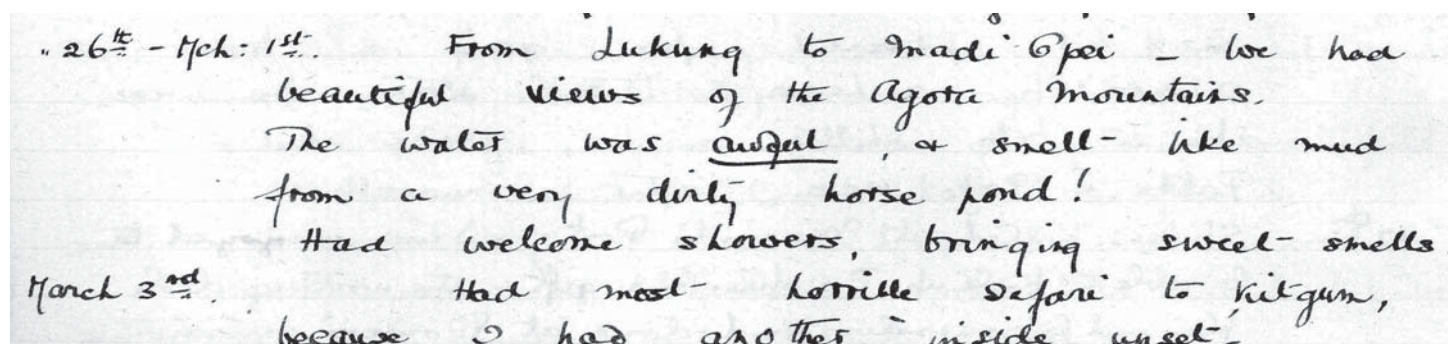 " 26th - Mch: 1st. From Lukung to Madi Opei - We had
beautiful views of the Agora Mountains.
The water was awful, & smelt like mud
from a very dirty horse pond!
Had welcome showers, bringing sweet smells
March 3rd. Had most horrible safari to Kitgum,
because I had another inside upset.